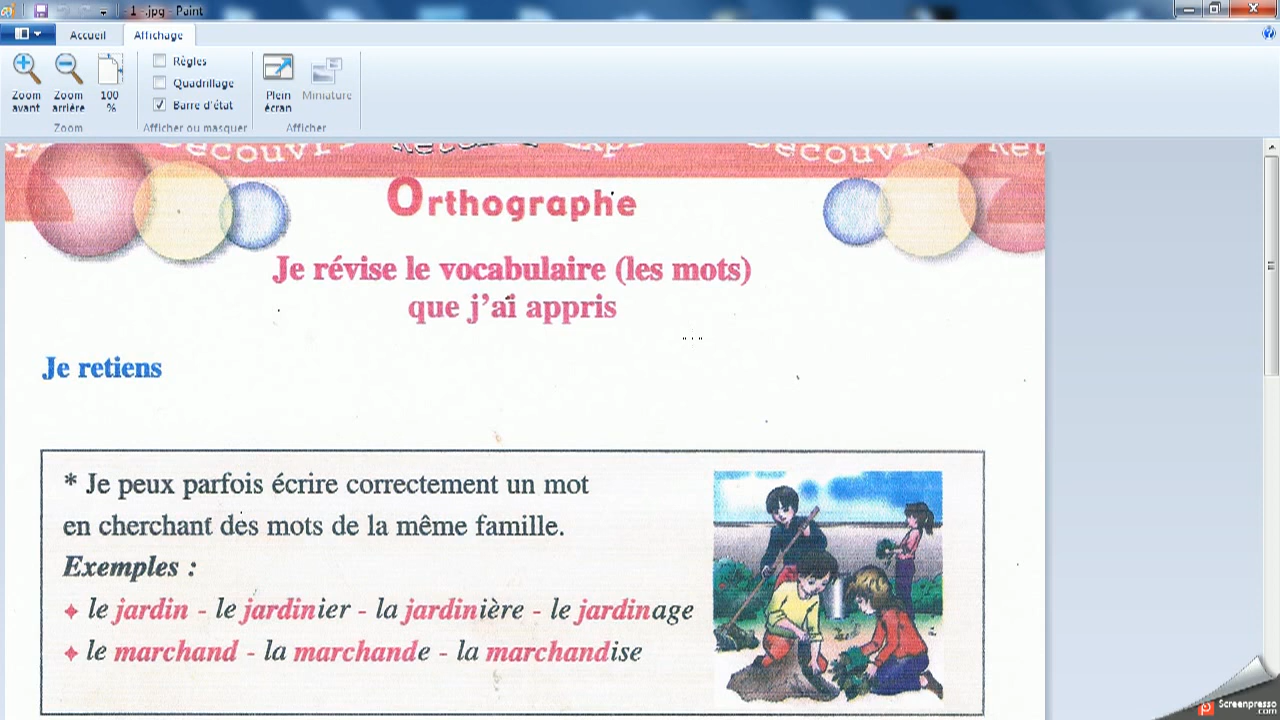 - 1 -.jpg - Paint
Accueil Affichage
Zoom avant
Zoom arrière
100 %
Règles
Quadrillage
Barre d'état
Plein écran
Miniature
Zoom
Afficher ou masquer
Afficher
Orthographe
Je révise le vocabulaire (les mots)
que j'ai appris
Je retiens
* Je peux parfois écrire correctement un mot
en cherchant des mots de la même famille.
Exemples :
le jardin - le jardinier - la jardinière - le jardinage
le marchand - la marchande - la marchandise
Screenpresso
.com